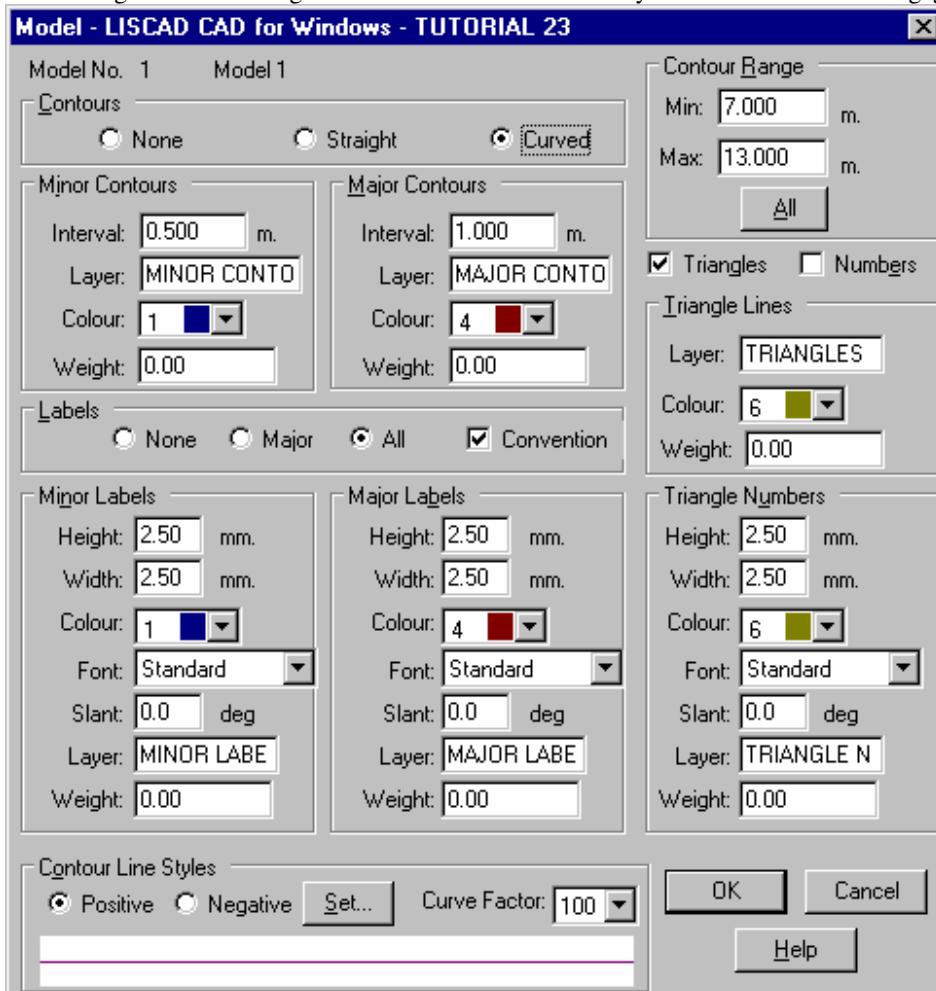 Model - LISCAD CAD for Windows - TUTORIAL 23
Model No. 1 Model 1
Contours
None Straight Curved
Contour Range
Min: 7.000 m.
Max: 13.000 m.
All
Minor Contours
Interval: 0.500 m.
Layer: MINOR CONTO
Colour: 1
Weight: 0.00
Major Contours
Interval: 1.000 m.
Layer: MAJOR CONTO
Colour: 4
Weight: 0.00
Triangles Numbers
Triangle Lines
Layer: TRIANGLES
Colour: 6
Weight: 0.00
Labels
None Major All Convention
Minor Labels
Height: 2.50 mm.
Width: 2.50 mm.
Colour: 1
Font: Standard
Slant: 0.0 deg
Layer: MINOR LABE
Weight: 0.00
Major Labels
Height: 2.50 mm.
Width: 2.50 mm.
Colour: 4
Font: Standard
Slant: 0.0 deg
Layer: MAJOR LABE
Weight: 0.00
Triangle Numbers
Height: 2.50 mm.
Width: 2.50 mm.
Colour: 6
Font: Standard
Slant: 0.0 deg
Layer: TRIANGLE N
Weight: 0.00
Contour Line Styles
Positive Negative Set... Curve Factor: 100
OK Cancel
Help